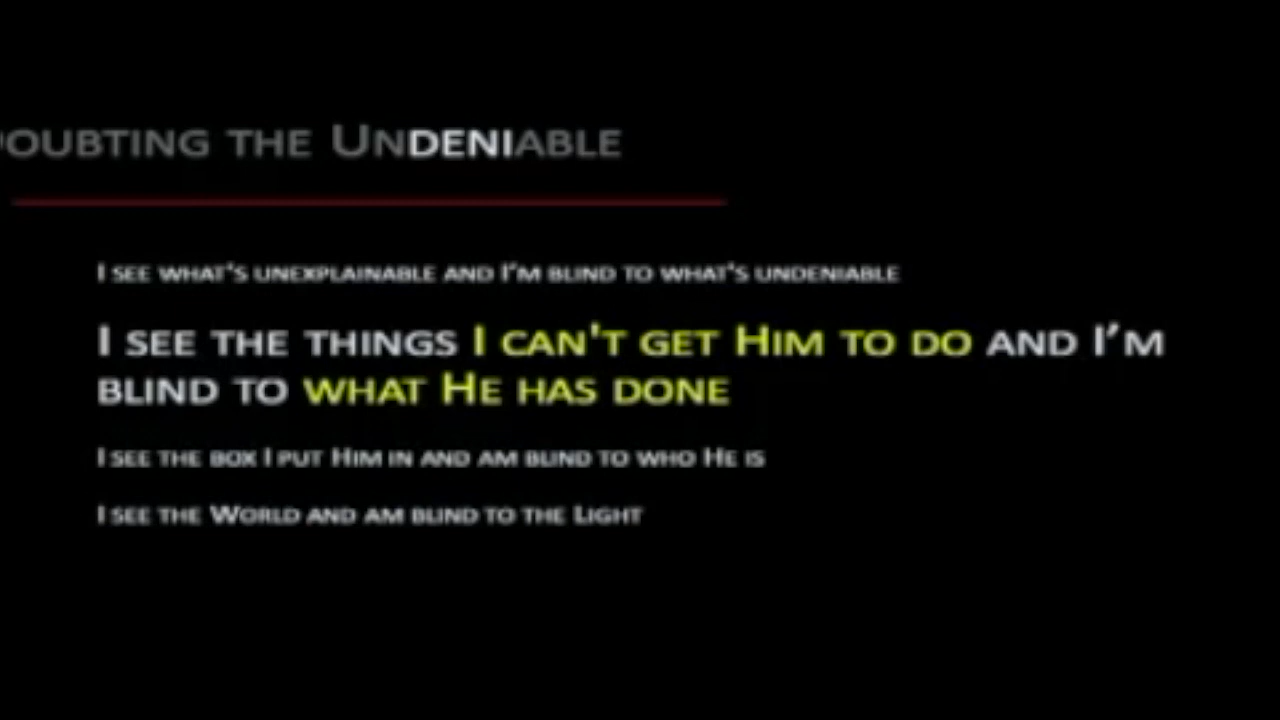 DOUBTING THE UNDENIABLE
I SEE WHAT'S UNEXPLAINABLE AND I'M BLIND TO WHAT'S UNDENIABLE
I SEE THE THINGS I CAN'T GET HIM TO DO AND I'M
BLIND TO WHAT HE HAS DONE
I SEE THE BOX I PUT HIM IN AND AM BLIND TO WHO HE IS
I SEE THE WORLD AND AM BLIND TO THE LIGHT